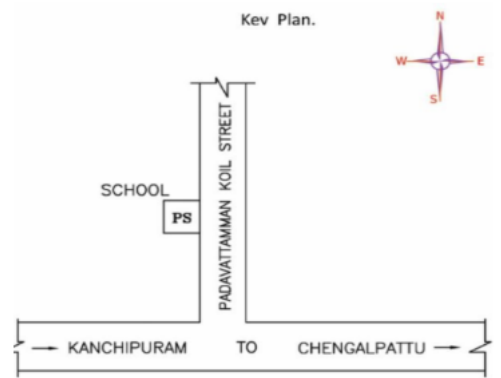 Kev Plan.
N
W E
S
PADAVATTAMMAN KOIL STREET
SCHOOL
PS
KANCHIPURAM TO CHENGALPATTU